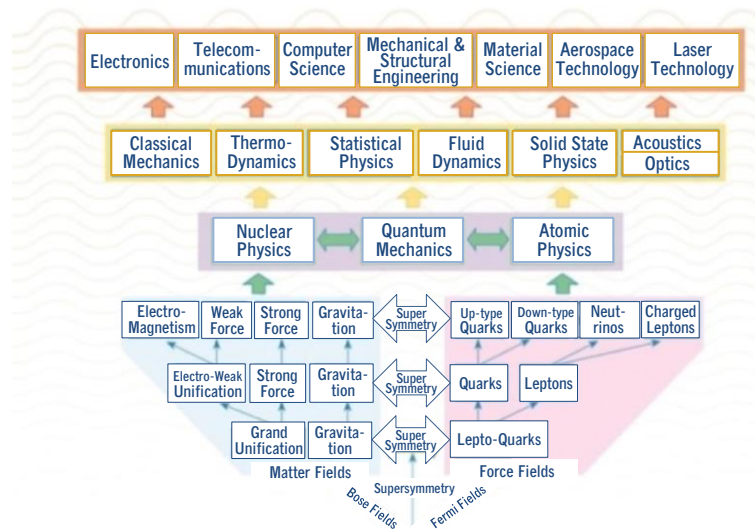 Electronics
Telecom-
munications
Computer
Science
Mechanical &
Structural
Engineering
Material
Science
Aerospace
Technology
Laser
Technology
Classical
Mechanics
Thermo-
Dynamics
Statistical
Physics
Fluid
Dynamics
Solid State
Physics
Acoustics
Optics
Nuclear
Physics
Quantum
Mechanics
Atomic
Physics
Electro-
Magnetism
Weak
Force
Strong
Force
Gravita-
tion
Super
Symmetry
Up-type
Quarks
Down-type
Quarks
Neut-
rinos
Charged
Leptons
Electro-Weak
Unification
Strong
Force
Gravita-
tion
Super
Symmetry
Quarks
Leptons
Grand
Unification
Gravita-
tion
Super
Symmetry
Lepto-Quarks
Matter Fields
Force Fields
Supersymmetry
Bose Fields
Fermi Fields